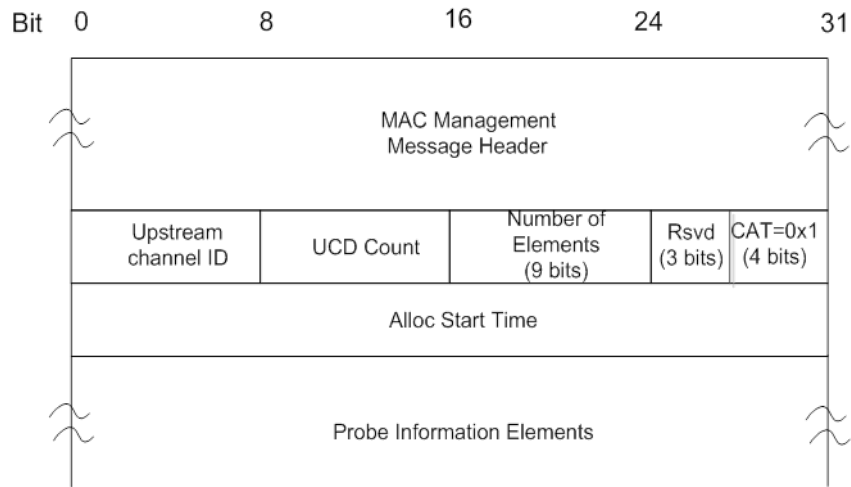 Bit 0 8 16 24 31
MAC Management
Message Header
Upstream
channel ID
UCD Count
Number of
Elements
(9 bits)
Rsvd
(3 bits)
CAT=0x1
(4 bits)
Alloc Start Time
Probe Information Elements